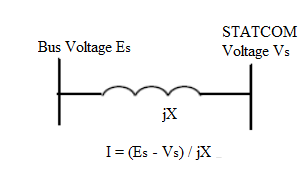 Bus Voltage Es
STATCOM
Voltage Vs
jX
I = (Es - Vs) / jX